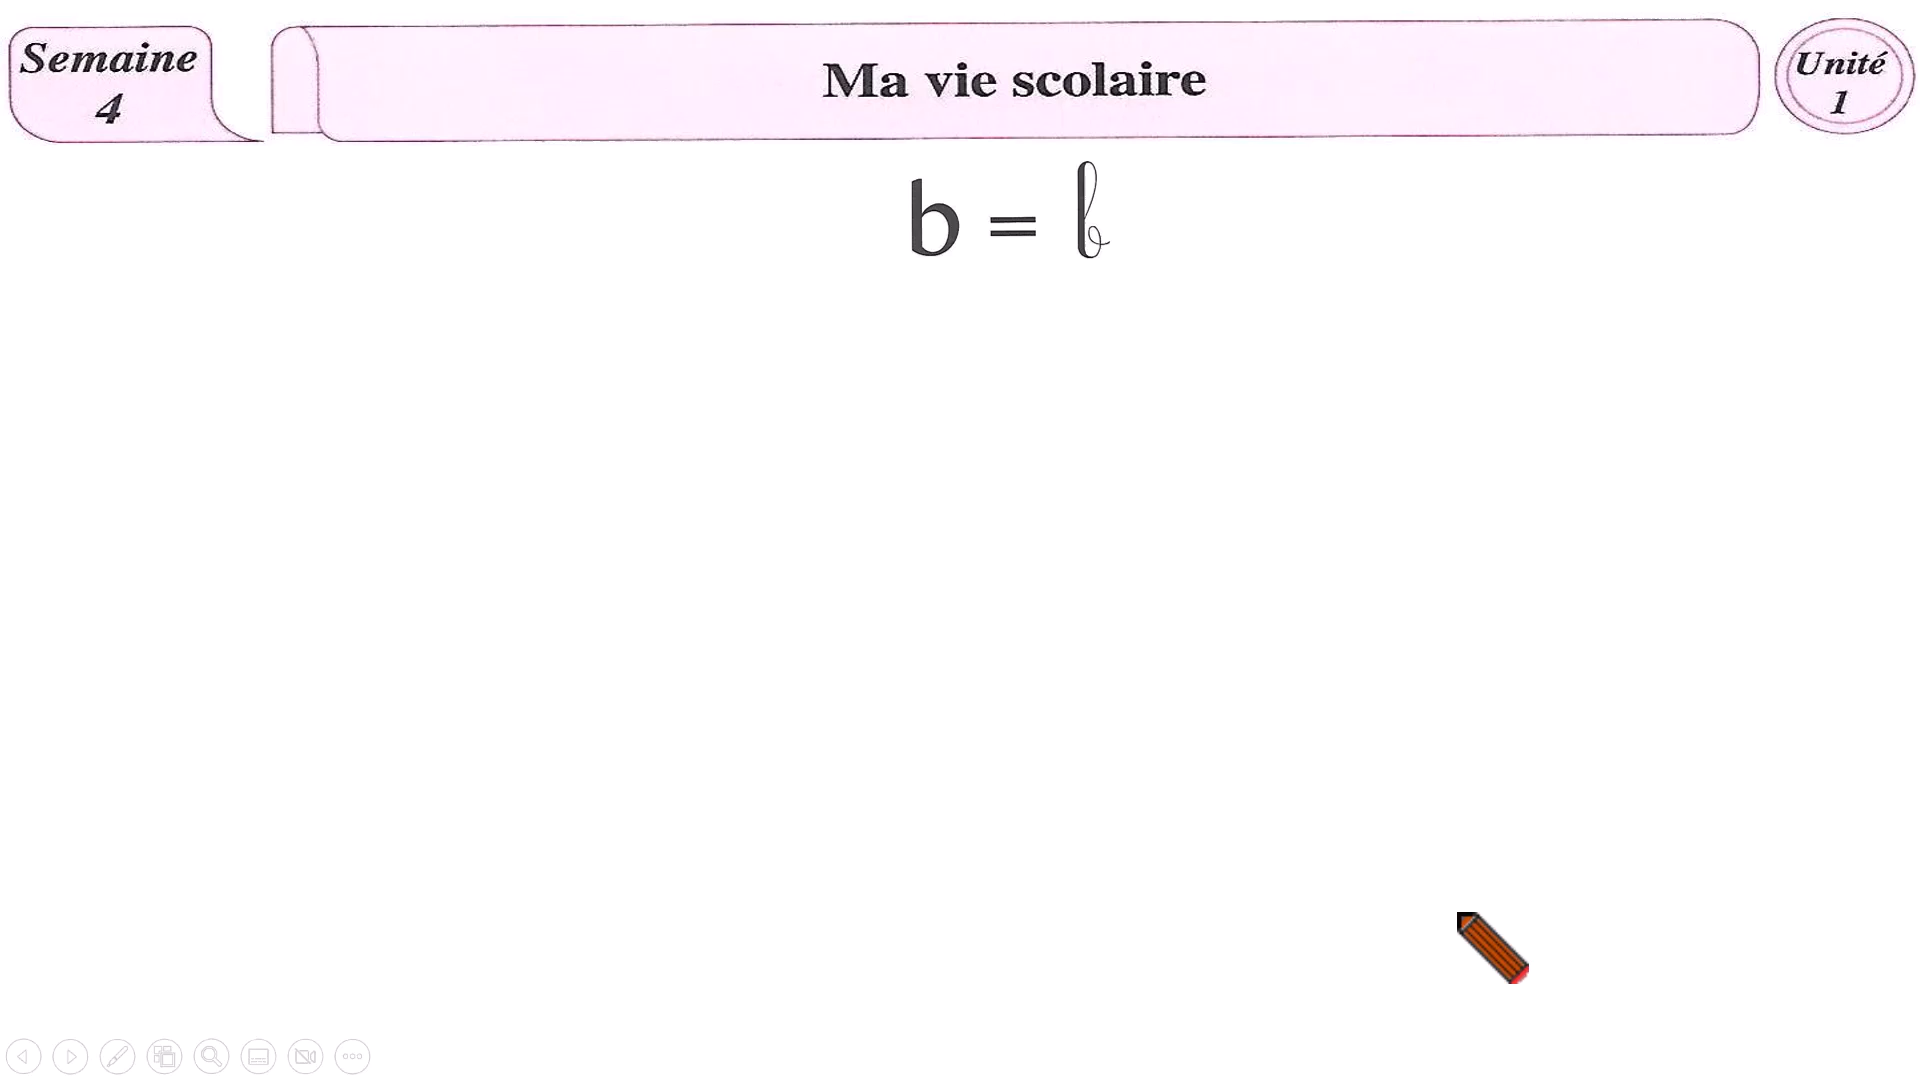 Semaine
4
Ma vie scolaire
Unité
1
b = b